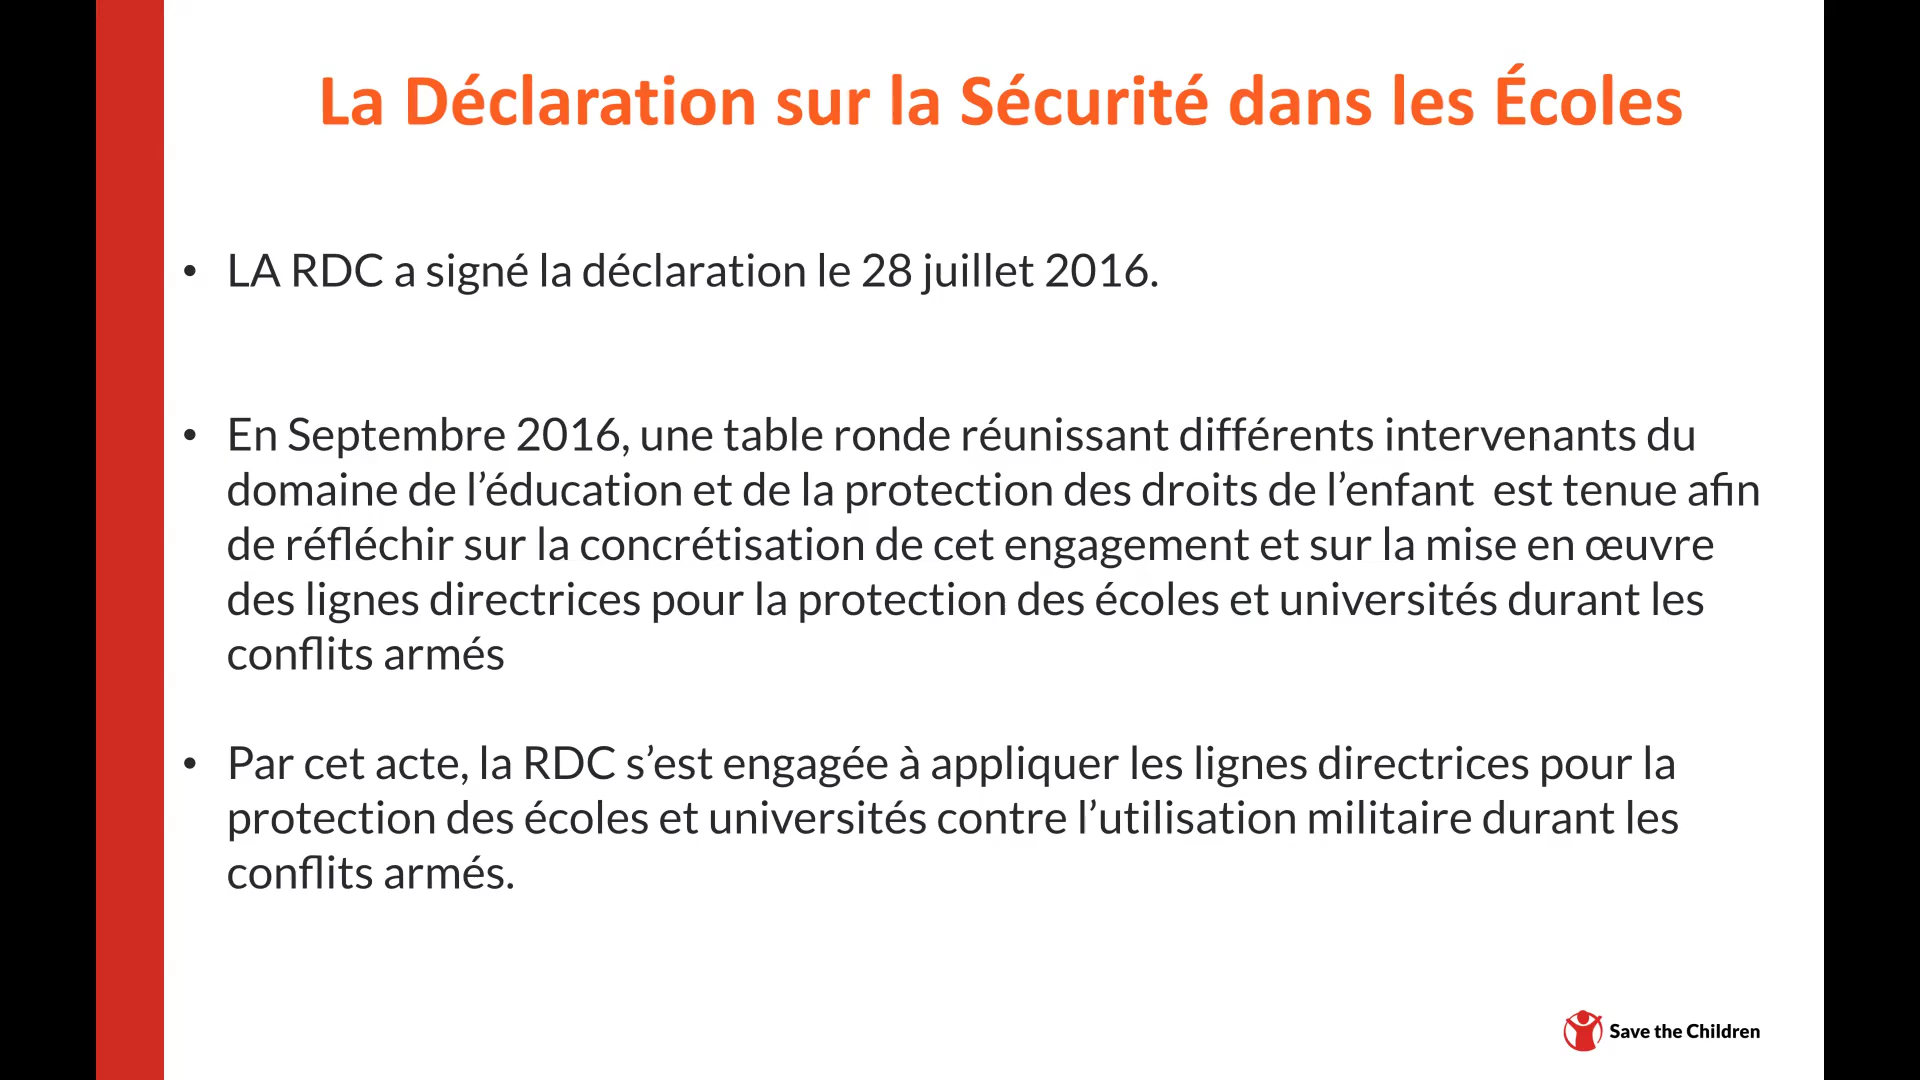 La Déclaration sur la Sécurité dans les Écoles
• LA RDC a signé la déclaration le 28 juillet 2016.
• En Septembre 2016, une table ronde réunissant différents intervenants du
domaine de l’éducation et de la protection des droits de l’enfant  est tenue afin
de réfléchir sur la concrétisation de cet engagement et sur la mise en œuvre
des lignes directrices pour la protection des écoles et universités durant les
conflits armés
• Par cet acte, la RDC s’est engagée à appliquer les lignes directrices pour la
protection des écoles et universités contre l’utilisation militaire durant les
conflits armés.
Save the Children